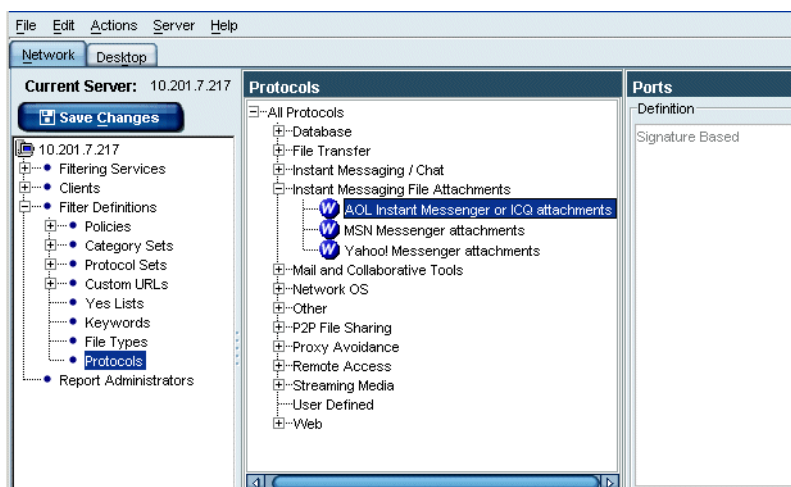 File Edit Actions Server Help
Network Desktop
Current Server: 10.201.7.217
Save Changes
10.201.7.217
Filtering Services
Clients
Filter Definitions
Policies
Category Sets
Protocol Sets
Custom URLs
Yes Lists
Keywords
File Types
Protocols
Report Administrators
Protocols
All Protocols
Database
File Transfer
Instant Messaging / Chat
Instant Messaging File Attachments
W AOL Instant Messenger or ICQ attachments
W MSN Messenger attachments
W Yahoo! Messenger attachments
Mail and Collaborative Tools
Network OS
Other
P2P File Sharing
Proxy Avoidance
Remote Access
Streaming Media
User Defined
Web
Ports
Definition
Signature Based